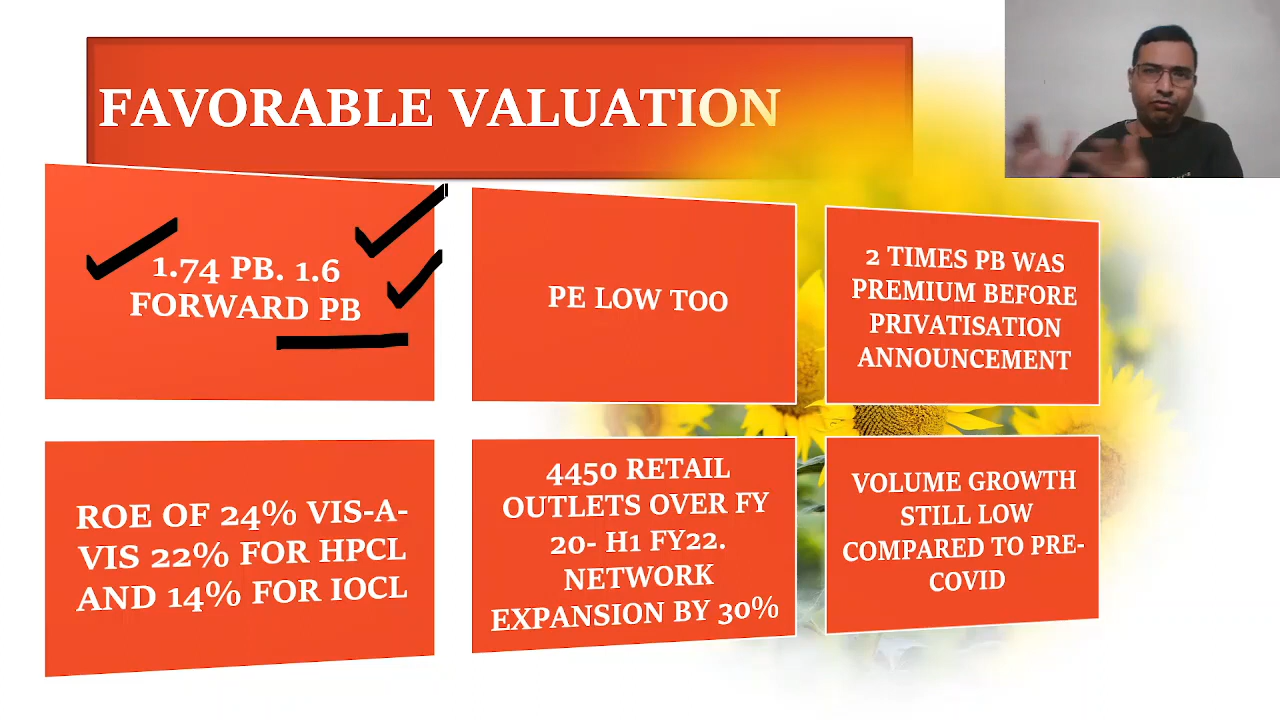 FAVORABLE VALUATION
1.74 PB. 1.6
FORWARD PB
PE LOW TOO
2 TIMES PB WAS
PREMIUM BEFORE
PRIVATISATION
ANNOUNCEMENT
ROE OF 24% VIS-A-
VIS 22% FOR HPCL
AND 14% FOR IOCL
4450 RETAIL
OUTLETS OVER FY
20- H1 FY22.
NETWORK
EXPANSION BY 30%
VOLUME GROWTH
STILL LOW
COMPARED TO PRE-
COVID